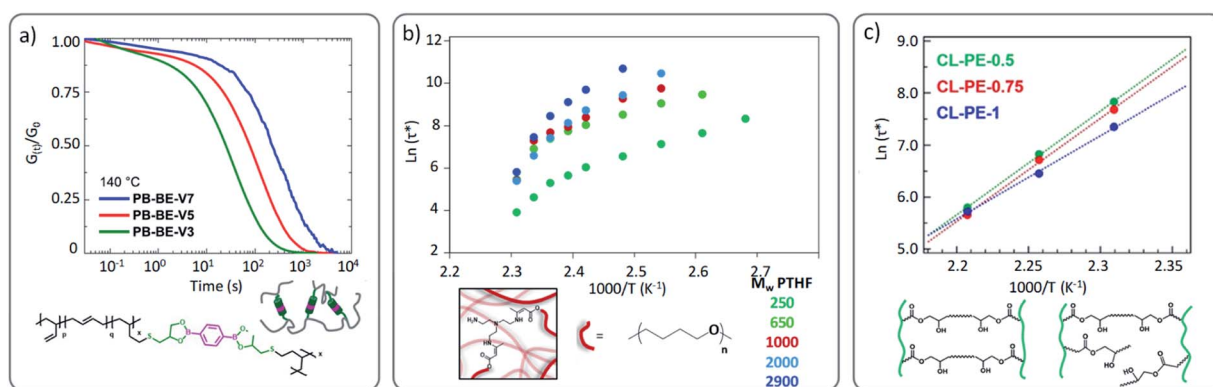 a)
1.00
0.75
0.50
0.25
0
G(t)/G0
140 °C
PB-BE-V7
PB-BE-V5
PB-BE-V3
10-1 100 101 102 103 104
Time (s)
p q x S O O B B O O S x
b)
12
10
8
6
4
2
Ln (τ*)
2.2 2.3 2.4 2.5 2.6 2.7
1000/T (K-1)
Mw PTHF
250
650
1000
2000
2900
H2N
=
O
n
c)
9.0
8.0
7.0
6.0
5.0
Ln (τ*)
CL-PE-0.5
CL-PE-0.75
CL-PE-1
2.2 2.25 2.3 2.35
1000/T (K-1)